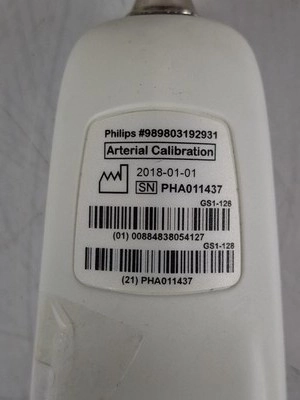 Philips #989803192931
Arterial Calibration
2018-01-01
SN PHA011437
GS1-128
(01) 00884838054127
GS1-128
(21) PHA011437